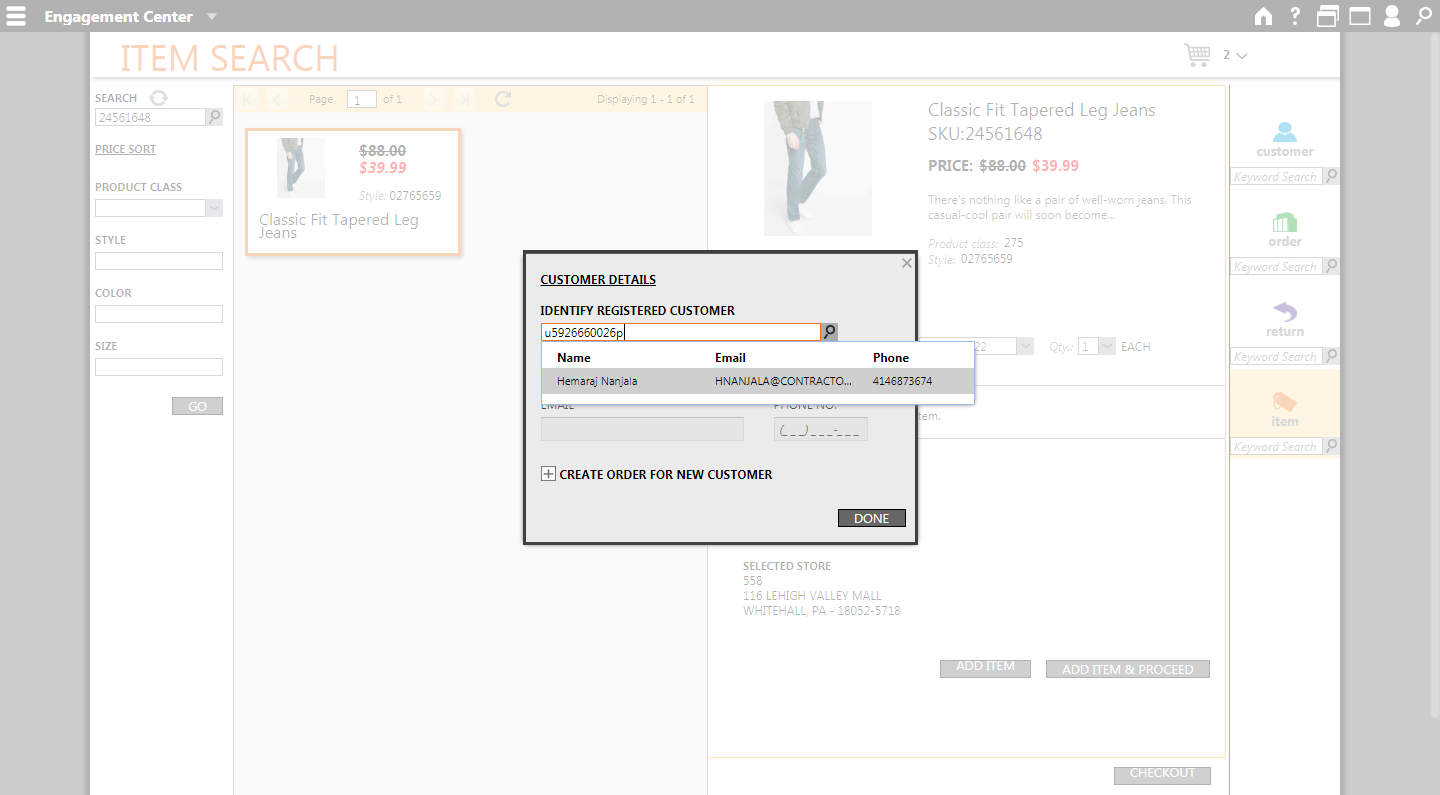 Engagement Center
ITEM SEARCH
2
SEARCH
24561648
PRICE SORT
PRODUCT CLASS
STYLE
COLOR
SIZE
GO
Page 1 of 1
Displaying 1 - 1 of 1
$88.00
$39.99
Style: 02765659
Classic Fit Tapered Leg
Jeans
Classic Fit Tapered Leg Jeans
SKU:24561648
PRICE: $88.00 $39.99
There's nothing like a pair of well-worn jeans. This
casual-cool pair will soon become...
Product class: 275
Style: 02765659
22 Qty.: 1 EACH
tem.
CUSTOMER DETAILS
IDENTIFY REGISTERED CUSTOMER
u5926660026p
Name Email Phone
Hemaraj Nanjala HNANJALA@CONTRACTO... 4146873674
EMAIL PHONE NO.
(_ _ _) _ _ _-_ _ _
CREATE ORDER FOR NEW CUSTOMER
DONE
SELECTED STORE
558
116 LEHIGH VALLEY MALL
WHITEHALL, PA - 18052-5718
ADD ITEM ADD ITEM & PROCEED
CHECKOUT
customer
Keyword Search
order
Keyword Search
return
Keyword Search
item
Keyword Search